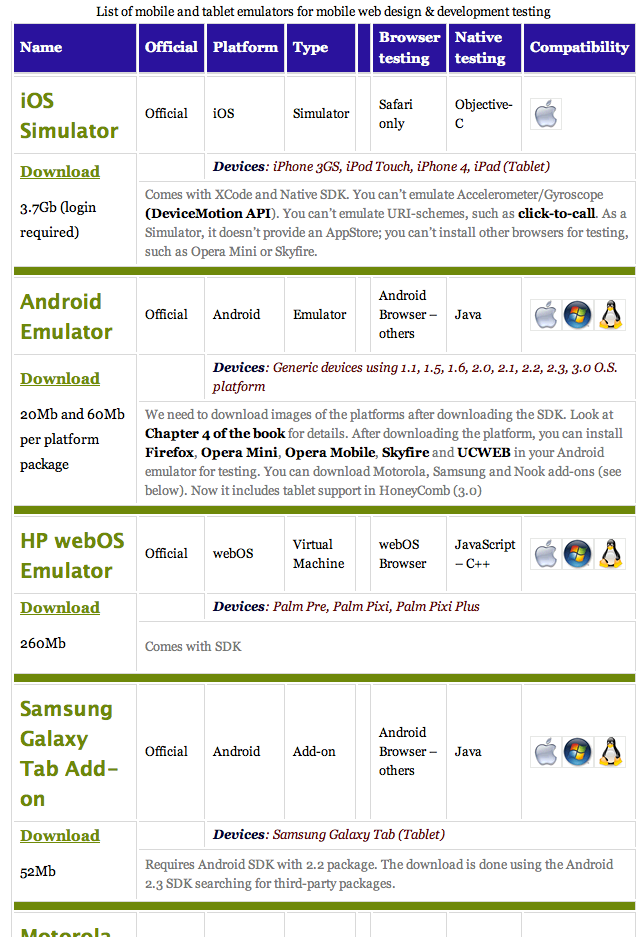 List of mobile and tablet emulators for mobile web design & development testing
Name Official Platform Type Browser testing Native testing Compatibility
iOS Simulator
Official
iOS
Simulator
Safari only
Objective-C
Download
3.7Gb (login required)
Devices: iPhone 3GS, iPod Touch, iPhone 4, iPad (Tablet)
Comes with XCode and Native SDK. You can't emulate Accelerometer/Gyroscope
(DeviceMotion API). You can't emulate URI-schemes, such as click-to-call. As a
Simulator, it doesn't provide an AppStore; you can't install other browsers for testing,
such as Opera Mini or Skyfire.
Android Emulator
Official
Android
Emulator
Android Browser – others
Java
Download
20Mb and 60Mb per platform package
Devices: Generic devices using 1.1, 1.5, 1.6, 2.0, 2.1, 2.2, 2.3, 3.0 O.S.
platform
We need to download images of the platforms after downloading the SDK. Look at
Chapter 4 of the book for details. After downloading the platform, you can install
Firefox, Opera Mini, Opera Mobile, Skyfire and UCWEB in your Android
emulator for testing. You can download Motorola, Samsung and Nook add-ons (see
below). Now it includes tablet support in HoneyComb (3.0)
HP webOS Emulator
Official
webOS
Virtual Machine
webOS Browser
JavaScript – C++
Download
260Mb
Devices: Palm Pre, Palm Pixi, Palm Pixi Plus
Comes with SDK
Samsung Galaxy Tab Add-on
Official
Android
Add-on
Android Browser – others
Java
Download
52Mb
Devices: Samsung Galaxy Tab (Tablet)
Requires Android SDK with 2.2 package. The download is done using the Android
2.3 SDK searching for third-party packages.
Motorola